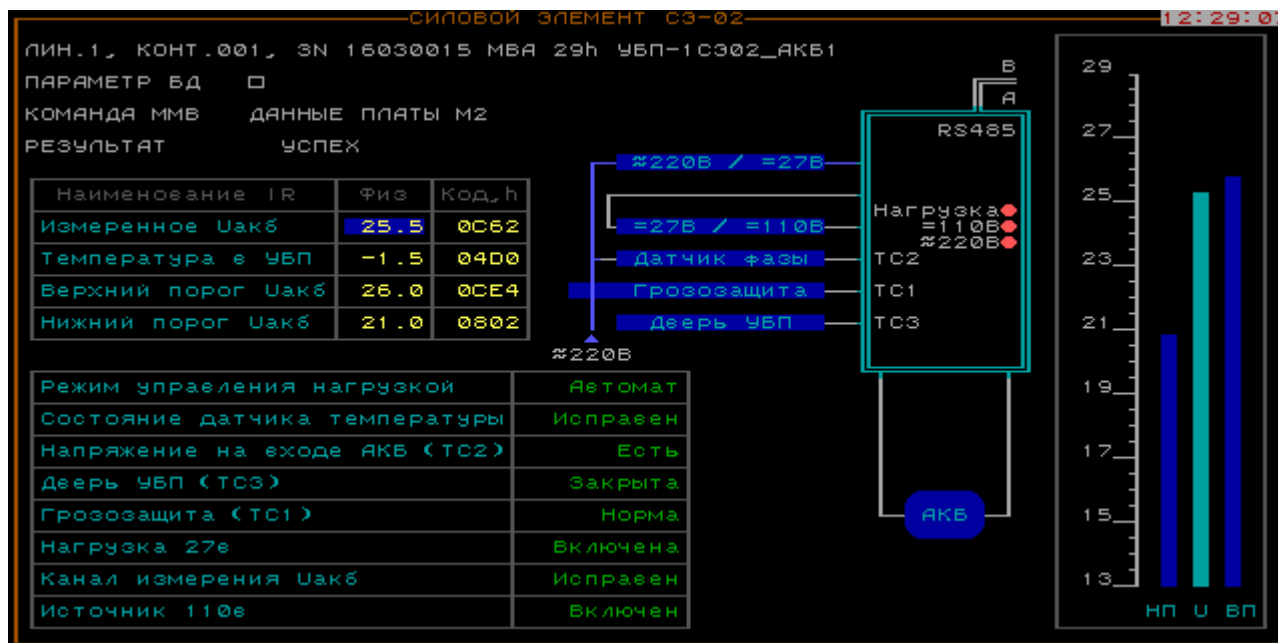 СИЛОВОЙ ЭЛЕМЕНТ СЭ-02
12:29:0
ЛИН.1, КОНТ.001, ЗN 16030015 МВА 29h УБП-1СЭ02_АКБ1
ПАРАМЕТР БД
КОМАНДА ММВ ДАННЫЕ ПЛАТЫ М2
РЕЗУЛЬТАТ УСПЕХ
Наименование IR Физ Код,h
Измеренное Uакб 25.5 0C62
Температура в УБП -1.5 04D0
Верхний порог Uакб 26.0 0CE4
Нижний порог Uакб 21.0 0802
B
A
RS485
≈220В / =27В
=27В / =110В
Датчик фазы
Грозозащита
Дверь УБП
≈220В
Нагрузка
=110В
≈220В
ТС2
ТС1
ТС3
АКБ
Режим управления нагрузкой Автомат
Состояние датчика температуры Исправен
Напряжение на входе АКБ (ТС2) Есть
Дверь УБП (ТС3) Закрыта
Грозозащита (ТС1) Норма
Нагрузка 27в Включена
Канал измерения Uакб Исправен
Источник 110в Включен
29
27
25
23
21
19
17
15
13
НП U ВП